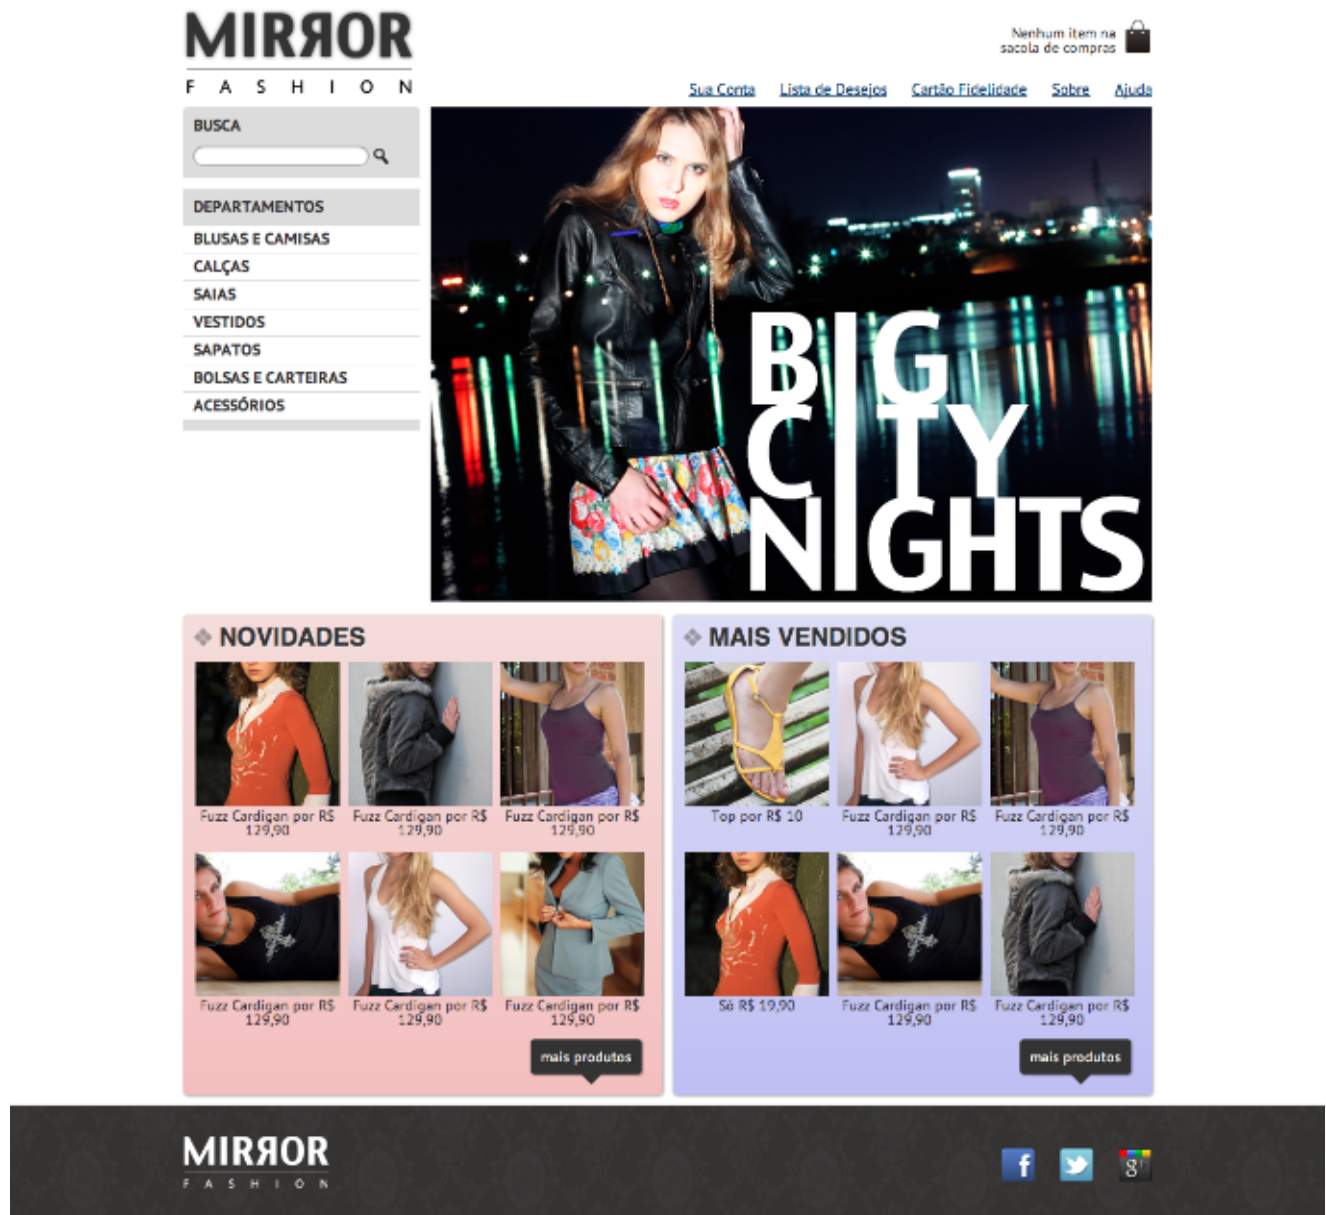 MIRЯOR
FASHION
Nenhum item na
sacola de compras
Sua Conta Lista de Desejos Cartão Fidelidade Sobre Ajuda
BUSCA
DEPARTAMENTOS
BLUSAS E CAMISAS
CALÇAS
SAIAS
VESTIDOS
SAPATOS
BOLSAS E CARTEIRAS
ACESSÓRIOS
BIG
CITY
NIGHTS
NOVIDADES
Fuzz Cardigan por R$
129,90
Fuzz Cardigan por R$
129,90
Fuzz Cardigan por R$
129,90
Fuzz Cardigan por R$
129,90
Fuzz Cardigan por R$
129,90
Fuzz Cardigan por R$
129,90
mais produtos
MAIS VENDIDOS
Top por R$ 10
Fuzz Cardigan por R$
129,90
Fuzz Cardigan por R$
129,90
Só R$ 19,90
Fuzz Cardigan por R$
129,90
Fuzz Cardigan por R$
129,90
mais produtos
MIRЯOR
FASHION
f
g+